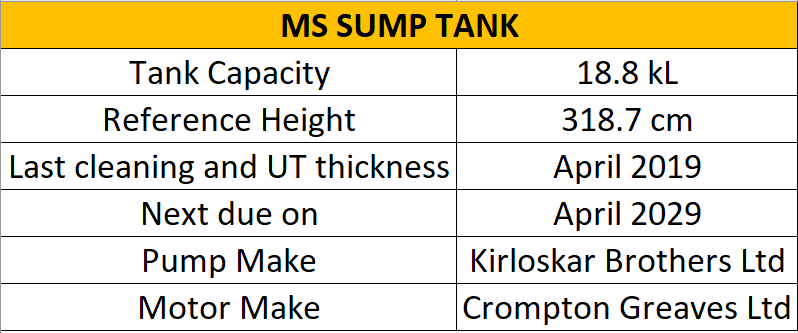 MS SUMP TANK
Tank Capacity 18.8 kL
Reference Height 318.7 cm
Last cleaning and UT thickness April 2019
Next due on April 2029
Pump Make Kirloskar Brothers Ltd
Motor Make Crompton Greaves Ltd